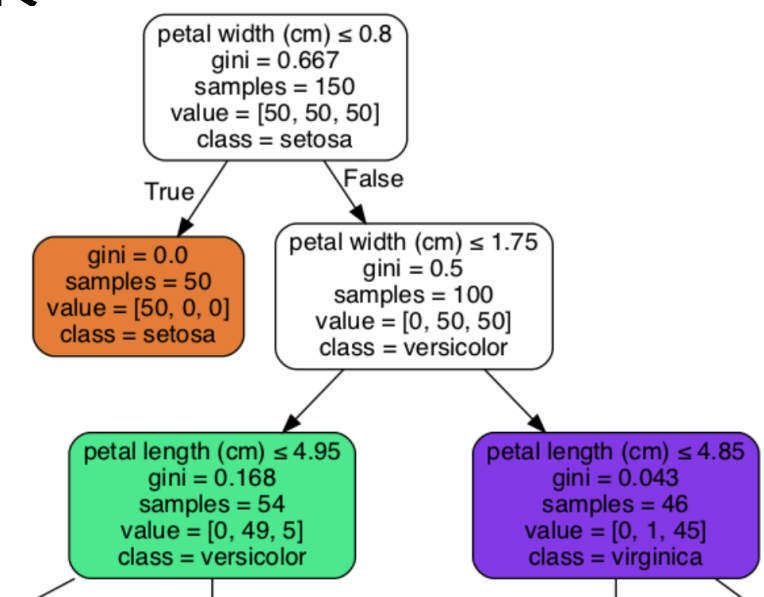 petal width (cm) ≤ 0.8
gini = 0.667
samples = 150
value = [50, 50, 50]
class = setosa
True
False
gini = 0.0
samples = 50
value = [50, 0, 0]
class = setosa
petal width (cm) ≤ 1.75
gini = 0.5
samples = 100
value = [0, 50, 50]
class = versicolor
petal length (cm) ≤ 4.95
gini = 0.168
samples = 54
value = [0, 49, 5]
class = versicolor
petal length (cm) ≤ 4.85
gini = 0.043
samples = 46
value = [0, 1, 45]
class = virginica